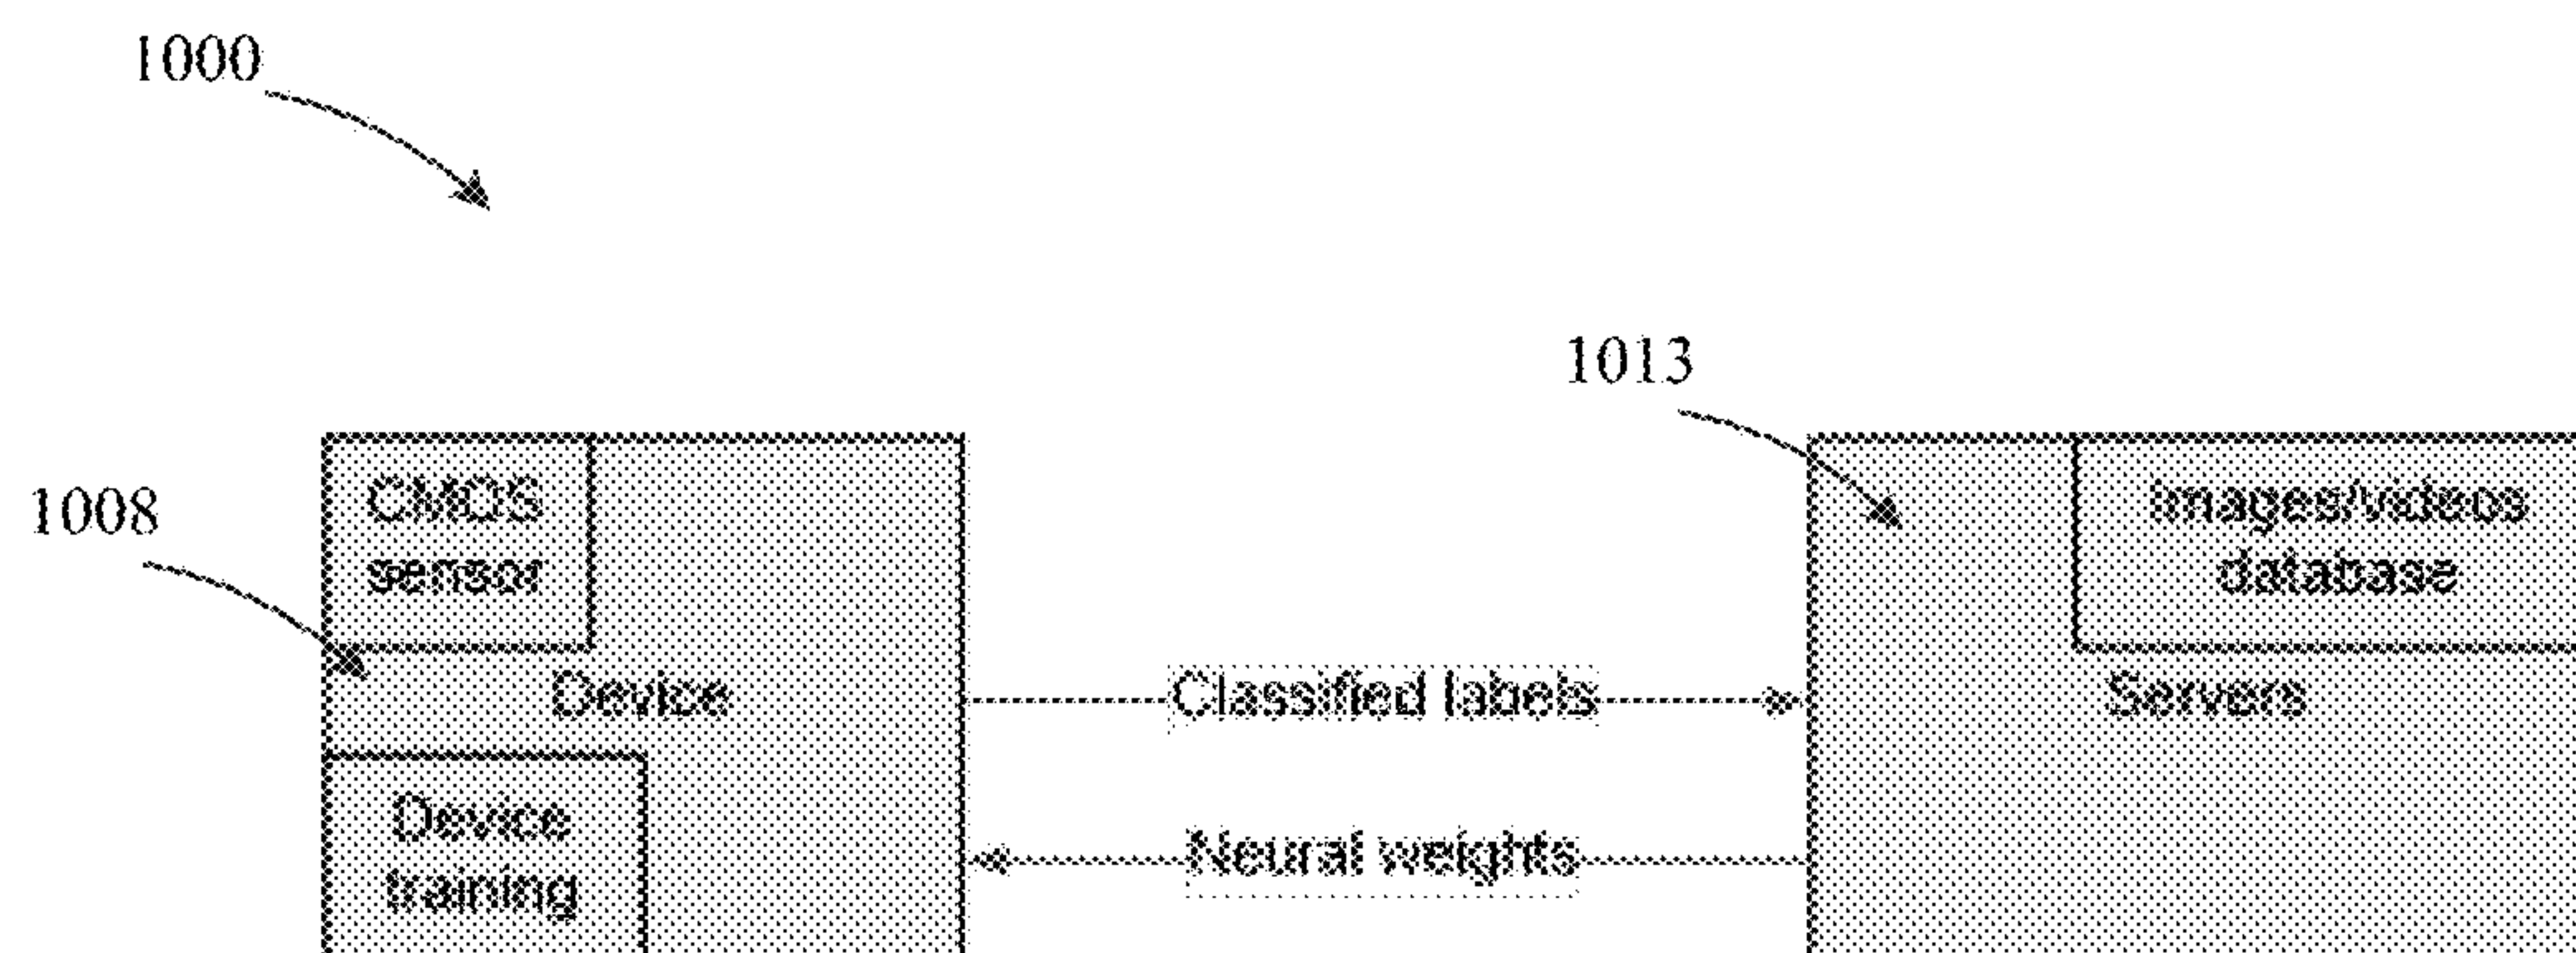 1000
1013
1008
CMOS
sensor
Images/videos
database
Device
Classified labels
Servers
Device
training
Neural weights